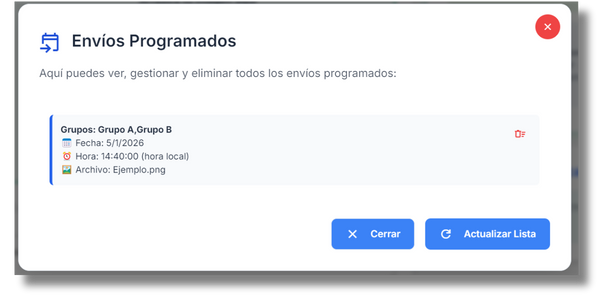 Envíos Programados
Aquí puedes ver, gestionar y eliminar todos los envíos programados:
Grupos: Grupo A,Grupo B
Fecha: 5/1/2026
Hora: 14:40:00 (hora local)
Archivo: Ejemplo.png
Cerrar
Actualizar Lista